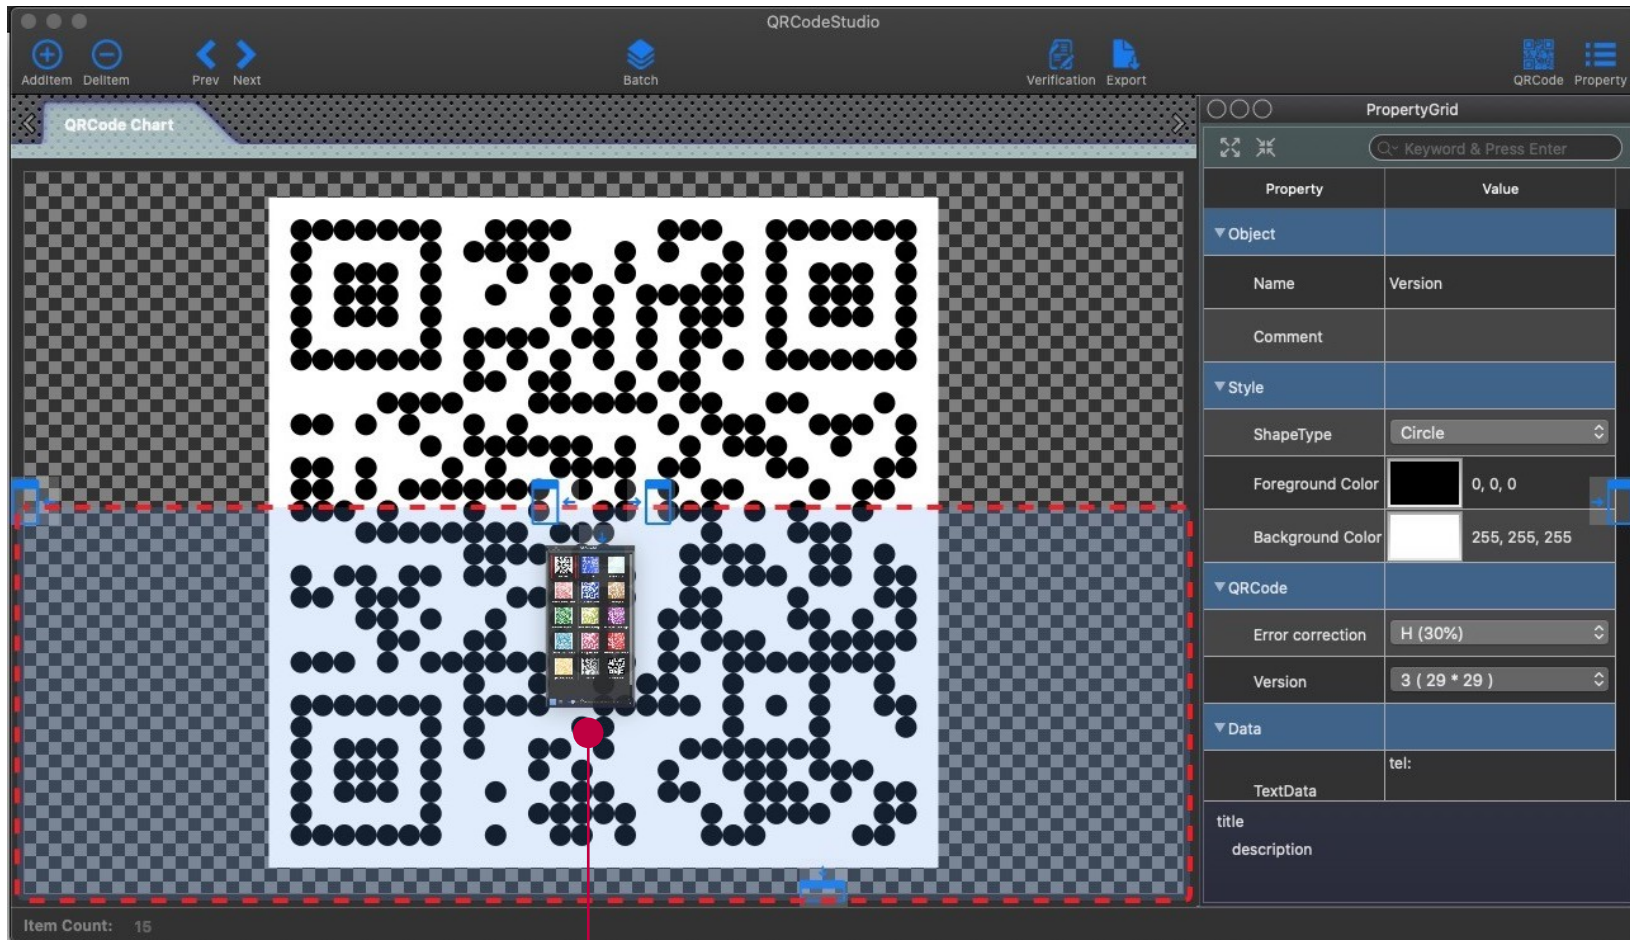 QRCodeStudio
AddItem DelItem Prev Next Batch Verification Export QRCode Property
QRCode Chart
PropertyGrid
Keyword & Press Enter
Property Value
Object
Name Version
Comment
Style
ShapeType Circle
Foreground Color 0, 0, 0
Background Color 255, 255, 255
QRCode
Error correction H (30%)
Version 3 ( 29 * 29 )
Data
tel:
TextData
title
description
Item Count: 15